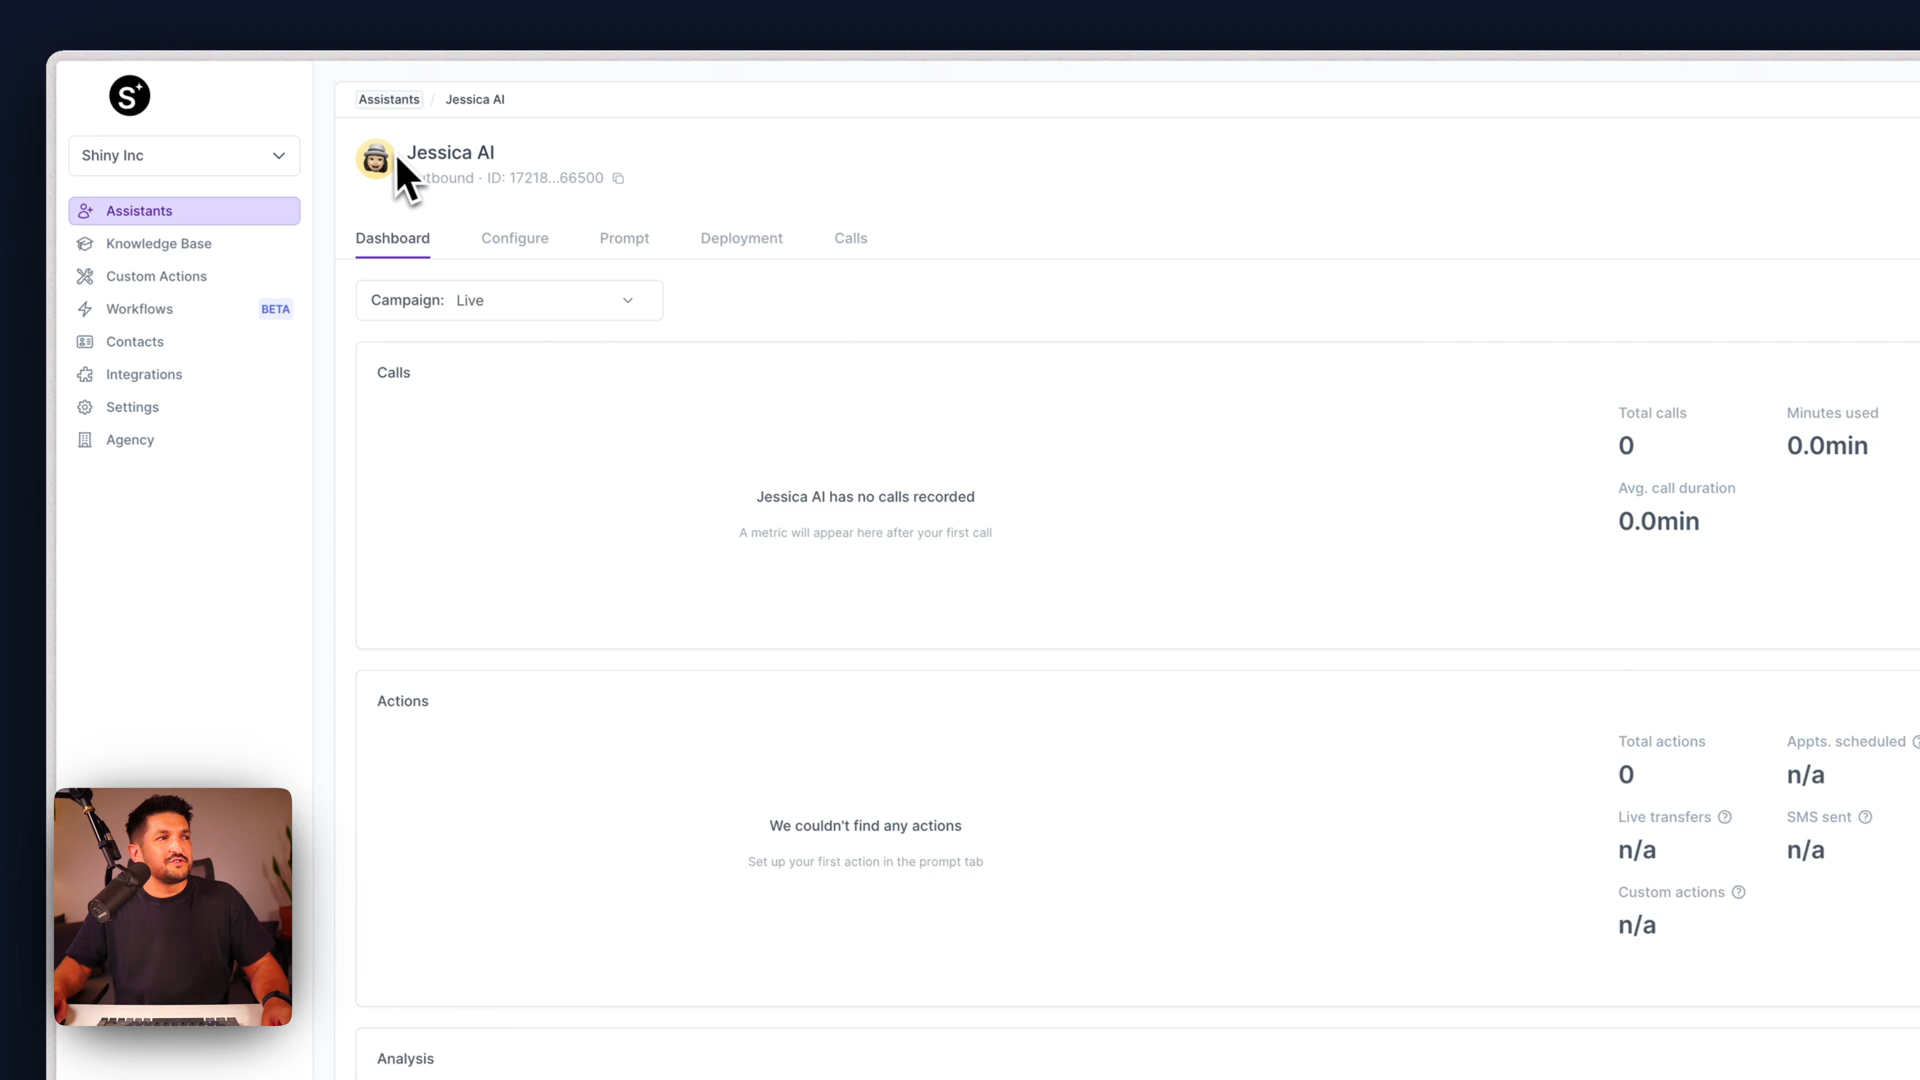 S
Shiny Inc
Assistants
Knowledge Base
Custom Actions
Workflows BETA
Contacts
Integrations
Settings
Agency
Assistants / Jessica AI
Jessica AI
tbound · ID: 17218...66500
Dashboard Configure Prompt Deployment Calls
Campaign: Live
Calls
Jessica AI has no calls recorded
A metric will appear here after your first call
Total calls Minutes used
0 0.0min
Avg. call duration
0.0min
Actions
We couldn't find any actions
Set up your first action in the prompt tab
Total actions Appts. scheduled
0 n/a
Live transfers SMS sent
n/a n/a
Custom actions
n/a
Analysis